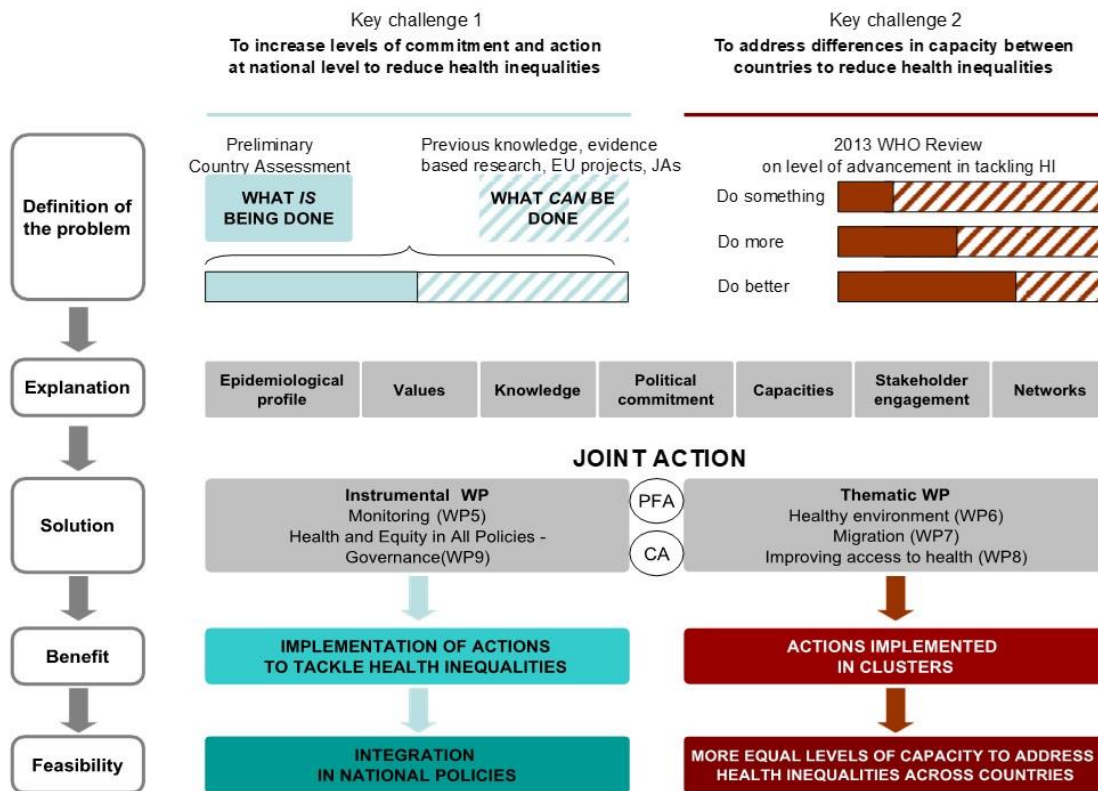 Key challenge 1
To increase levels of commitment and action
at national level to reduce health inequalities
Key challenge 2
To address differences in capacity between
countries to reduce health inequalities
Definition of
the problem
Preliminary
Country Assessment
WHAT IS
BEING DONE
Previous knowledge, evidence
based research, EU projects, JAs
WHAT CAN BE
DONE
2013 WHO Review
on level of advancement in tackling HI
Do something
Do more
Do better
Explanation
Epidemiological
profile
Values
Knowledge
Political
commitment
Capacities
Stakeholder
engagement
Networks
JOINT ACTION
Solution
Instrumental WP
Monitoring (WP5)
Health and Equity in All Policies -
Governance(WP9)
PFA
CA
Thematic WP
Healthy environment (WP6)
Migration (WP7)
Improving access to health (WP8)
Benefit
IMPLEMENTATION OF ACTIONS
TO TACKLE HEALTH INEQUALITIES
ACTIONS IMPLEMENTED
IN CLUSTERS
Feasibility
INTEGRATION
IN NATIONAL POLICIES
MORE EQUAL LEVELS OF CAPACITY TO ADDRESS
HEALTH INEQUALITIES ACROSS COUNTRIES